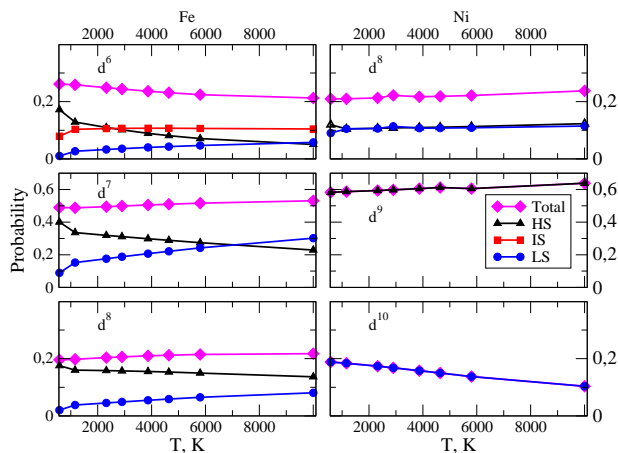 Fe Ni
2000 4000 6000 8000 2000 4000 6000 8000 10000
d⁶ d⁸
0,2 0,2
0 0
d⁷ d⁹
0,6 0,6
0,4 0,4
0,2 0,2
0 0
Total
HS
IS
LS
Probability
d⁸ d¹⁰
0,2 0,2
0 0
2000 4000 6000 8000 2000 4000 6000 8000 10000
T, K T, K